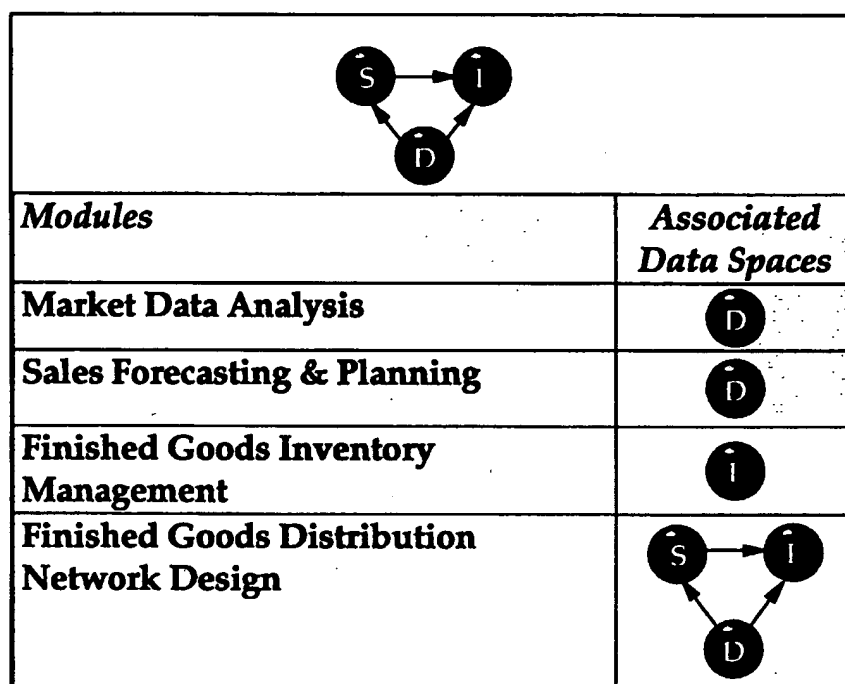 S I
D
Modules Associated
Data Spaces
Market Data Analysis D
Sales Forecasting & Planning D
Finished Goods Inventory
Management I
Finished Goods Distribution
Network Design
S I
D